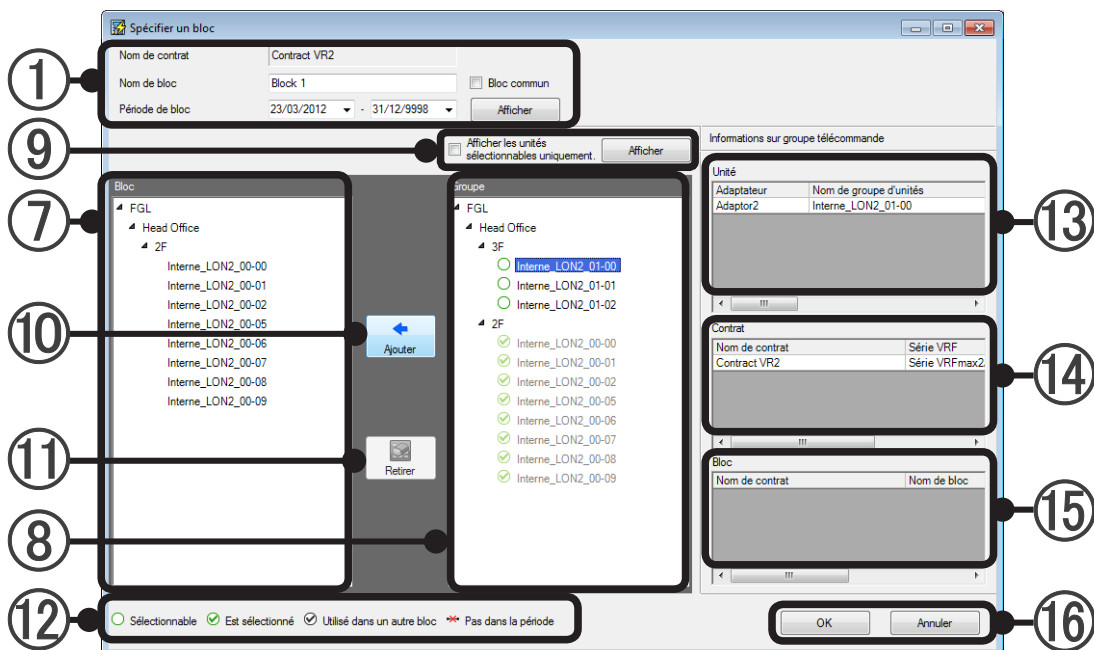 Spécifier un bloc
① Nom de contrat Contract VR2
Nom de bloc Block 1 Bloc commun
Période de bloc 23/03/2012 - 31/12/9998 Afficher
⑨ Afficher les unités
sélectionnables uniquement. Afficher
Informations sur groupe télécommande
⑦ Bloc
FGL
Head Office
2F
Interne_LON2_00-00
Interne_LON2_00-01
Interne_LON2_00-02
Interne_LON2_00-05
Interne_LON2_00-06
Interne_LON2_00-07
Interne_LON2_00-08
Interne_LON2_00-09
⑩ Ajouter
⑪ Retirer
⑧ Groupe
FGL
Head Office
3F
Interne_LON2_01-00
Interne_LON2_01-01
Interne_LON2_01-02
2F
Interne_LON2_00-00
Interne_LON2_00-01
Interne_LON2_00-02
Interne_LON2_00-05
Interne_LON2_00-06
Interne_LON2_00-07
Interne_LON2_00-08
Interne_LON2_00-09
⑬ Unité
Adaptateur Nom de groupe d'unités
Adaptor2 Interne_LON2_01-00
⑭ Contrat
Nom de contrat Série VRF
Contract VR2 Série VRFmax2
⑮ Bloc
Nom de contrat Nom de bloc
⑫ Sélectionnable Est sélectionné Utilisé dans un autre bloc Pas dans la période
⑯ OK Annuler